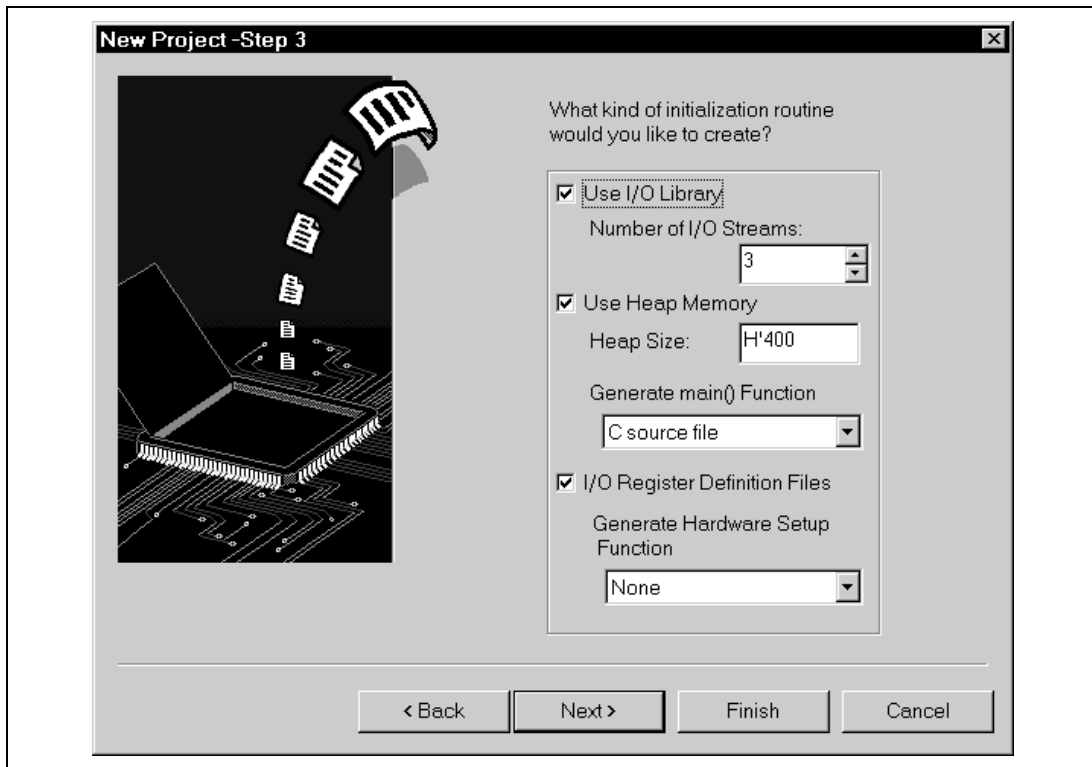 New Project -Step 3
What kind of initialization routine
would you like to create?
Use I/O Library
Number of I/O Streams:
3
Use Heap Memory
Heap Size:
H'400
Generate main() Function
C source file
I/O Register Definition Files
Generate Hardware Setup
Function
None
< Back
Next >
Finish
Cancel